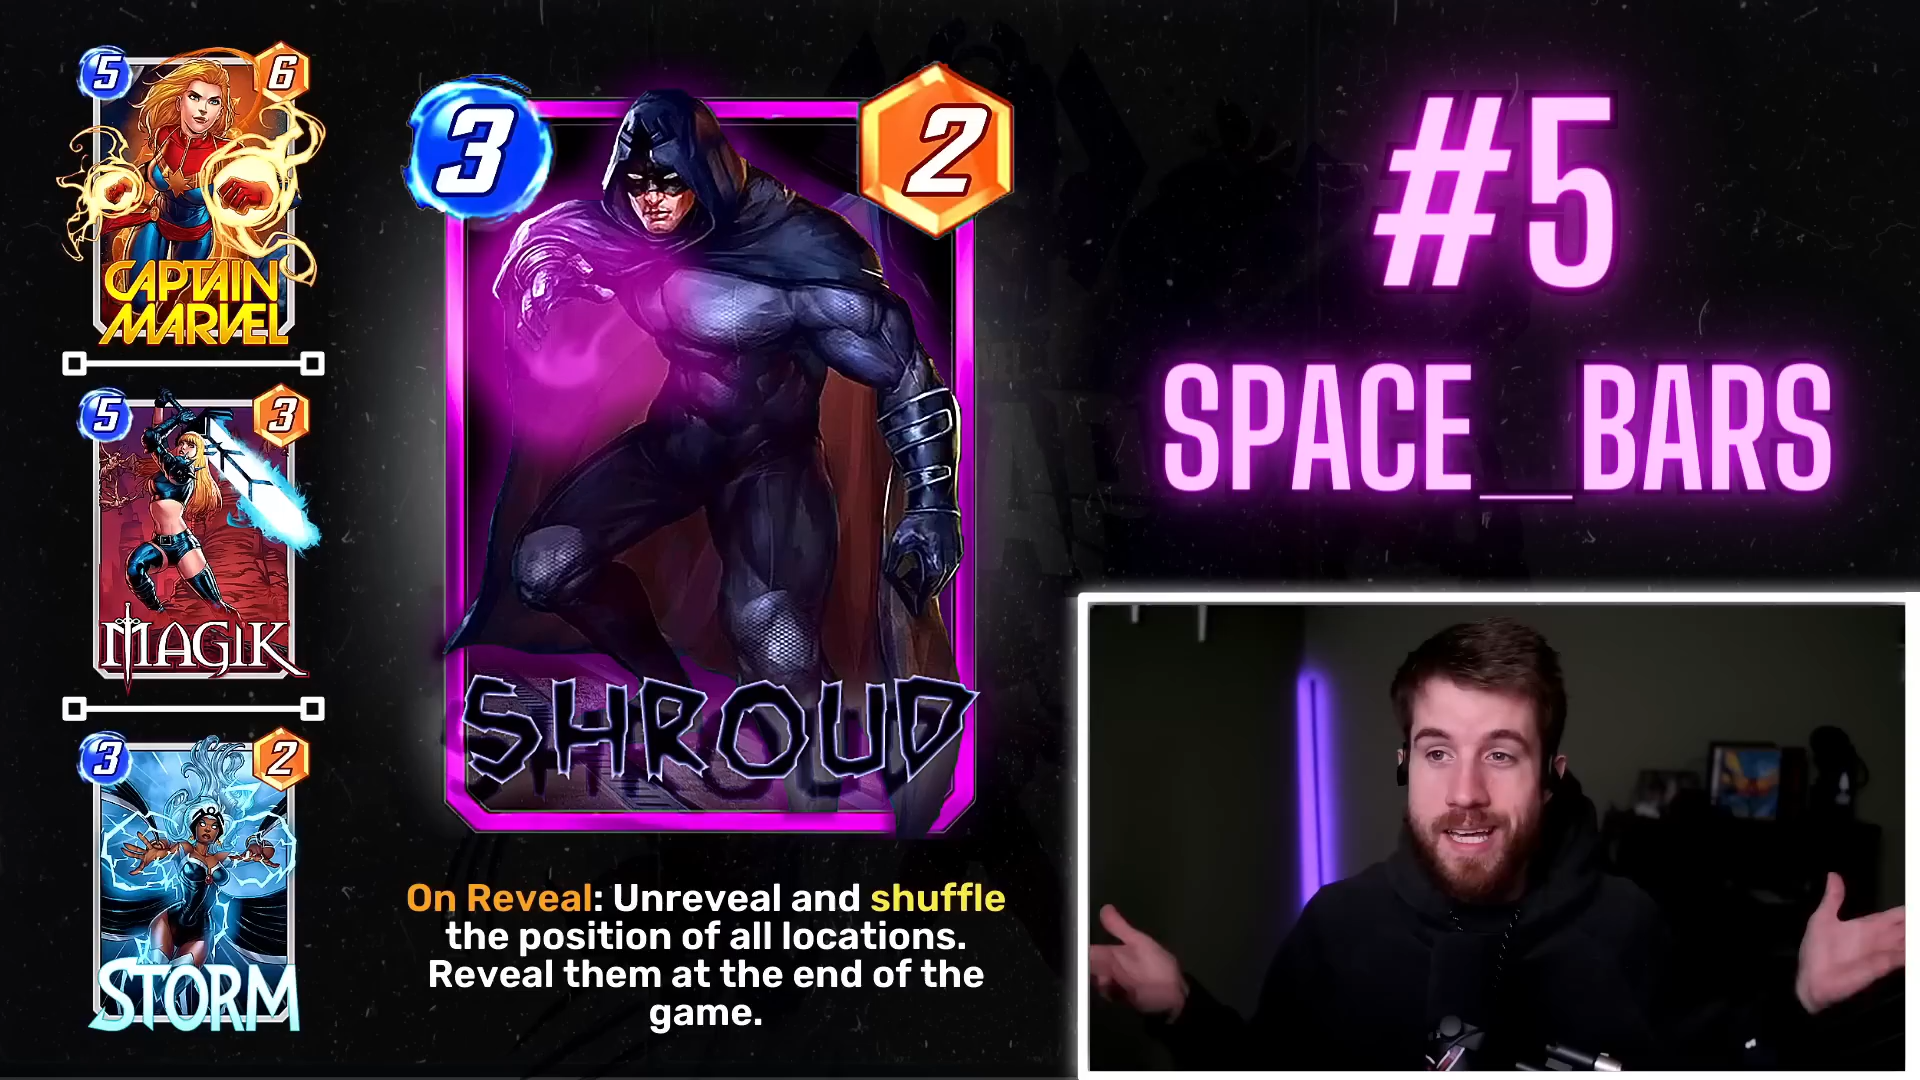 5
6
CAPTAIN
MARVEL
5
3
MAGIK
3
2
STORM
3
2
SHROUD
On Reveal: Unreveal and shuffle
the position of all locations.
Reveal them at the end of the
game.
#5
SPACE_BARS